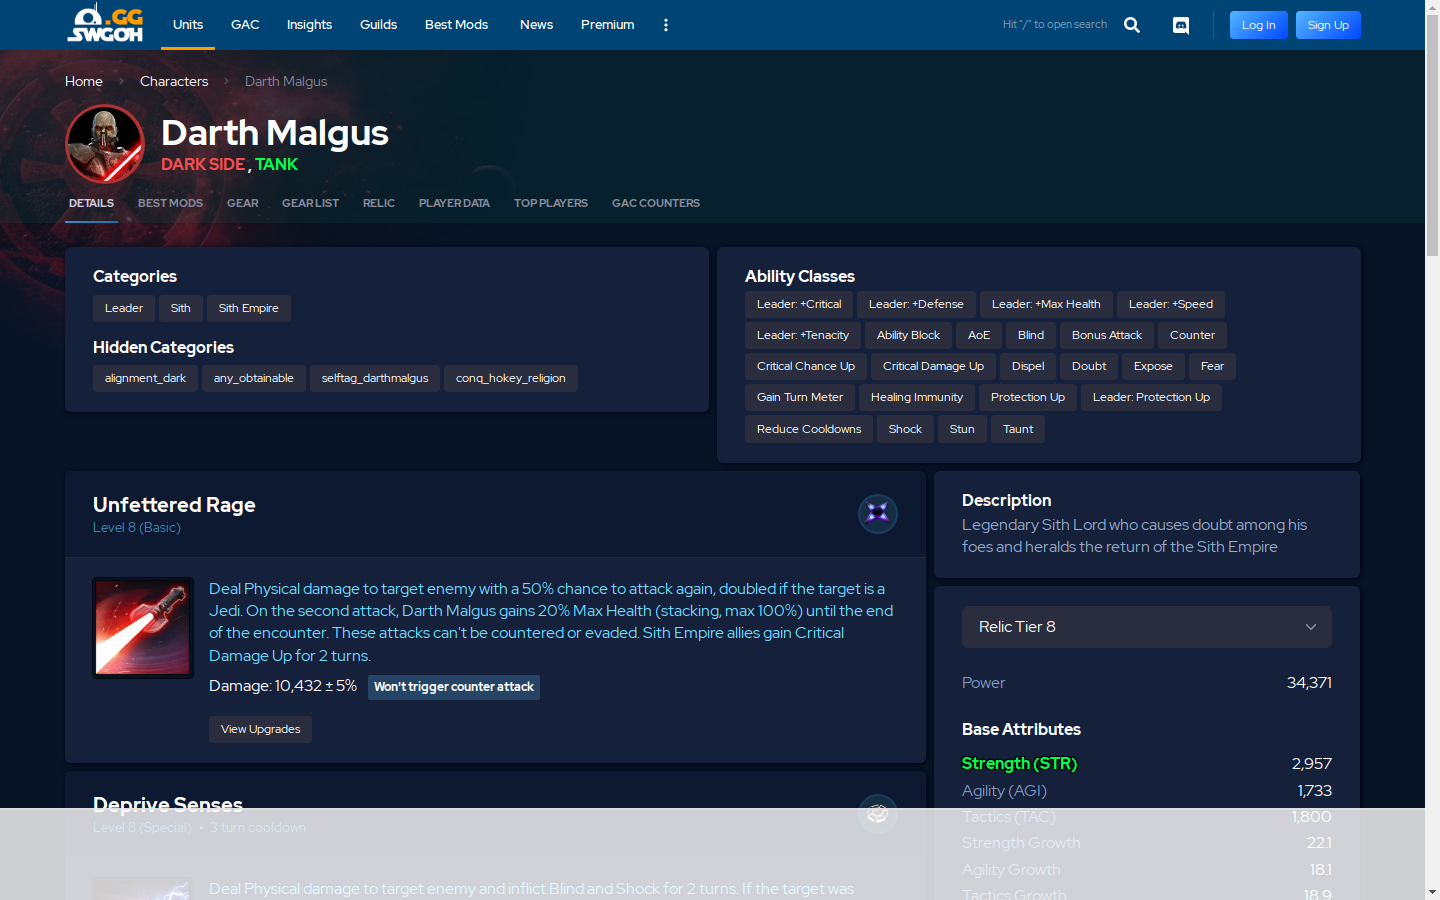 .GG
SWGOH
Units
GAC
Insights
Guilds
Best Mods
News
Premium
Hit "/" to open search
Log In
Sign Up
Home
Characters
Darth Malgus
Darth Malgus
DARK SIDE , TANK
DETAILS
BEST MODS
GEAR
GEAR LIST
RELIC
PLAYER DATA
TOP PLAYERS
GAC COUNTERS
Categories
Leader
Sith
Sith Empire
Hidden Categories
alignment_dark
any_obtainable
selftag_darthmalgus
conq_hokey_religion
Ability Classes
Leader: +Critical
Leader: +Defense
Leader: +Max Health
Leader: +Speed
Leader: +Tenacity
Ability Block
AoE
Blind
Bonus Attack
Counter
Critical Chance Up
Critical Damage Up
Dispel
Doubt
Expose
Fear
Gain Turn Meter
Healing Immunity
Protection Up
Leader: Protection Up
Reduce Cooldowns
Shock
Stun
Taunt
Unfettered Rage
Level 8 (Basic)
Deal Physical damage to target enemy with a 50% chance to attack again, doubled if the target is a
Jedi. On the second attack, Darth Malgus gains 20% Max Health (stacking, max 100%) until the end
of the encounter. These attacks can't be countered or evaded. Sith Empire allies gain Critical
Damage Up for 2 turns.
Damage: 10,432 ± 5% Won't trigger counter attack
View Upgrades
Deprive Senses
Level 8 (Special) • 3 turn cooldown
Deal Physical damage to target enemy and inflict Blind and Shock for 2 turns. If the target was
Description
Legendary Sith Lord who causes doubt among his
foes and heralds the return of the Sith Empire
Relic Tier 8
Power 34,371
Base Attributes
Strength (STR) 2,957
Agility (AGI) 1,733
Tactics (TAC) 1,800
Strength Growth 22.1
Agility Growth 18.1
Tactics Growth 18.9